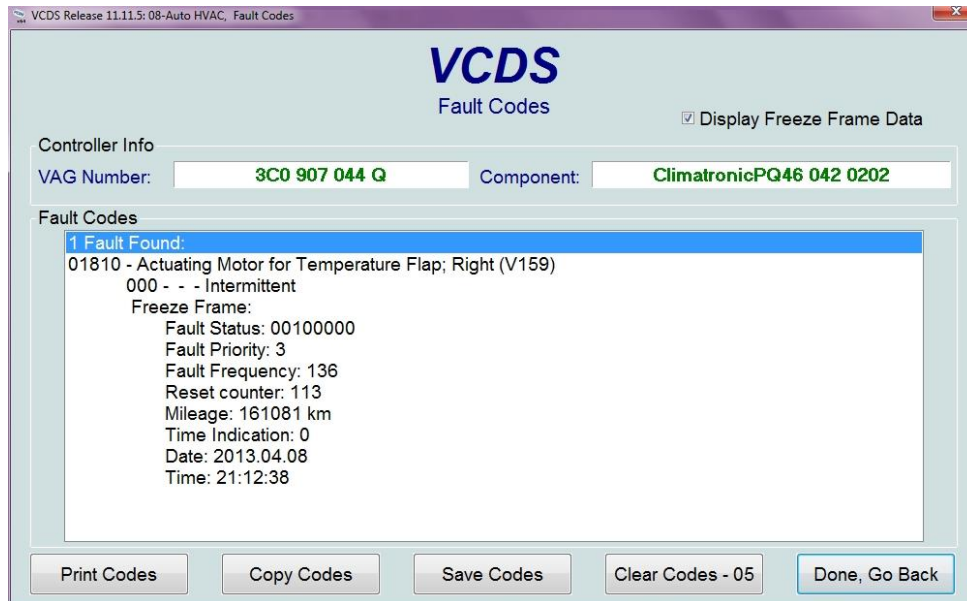 VCDS Release 11.11.5: 08-Auto HVAC, Fault Codes
VCDS
Fault Codes
Display Freeze Frame Data
Controller Info
VAG Number: 3C0 907 044 Q Component: ClimatronicPQ46 042 0202
Fault Codes
1 Fault Found:
01810 - Actuating Motor for Temperature Flap; Right (V159)
000 - - - Intermittent
Freeze Frame:
Fault Status: 00100000
Fault Priority: 3
Fault Frequency: 136
Reset counter: 113
Mileage: 161081 km
Time Indication: 0
Date: 2013.04.08
Time: 21:12:38
Print Codes Copy Codes Save Codes Clear Codes - 05 Done, Go Back